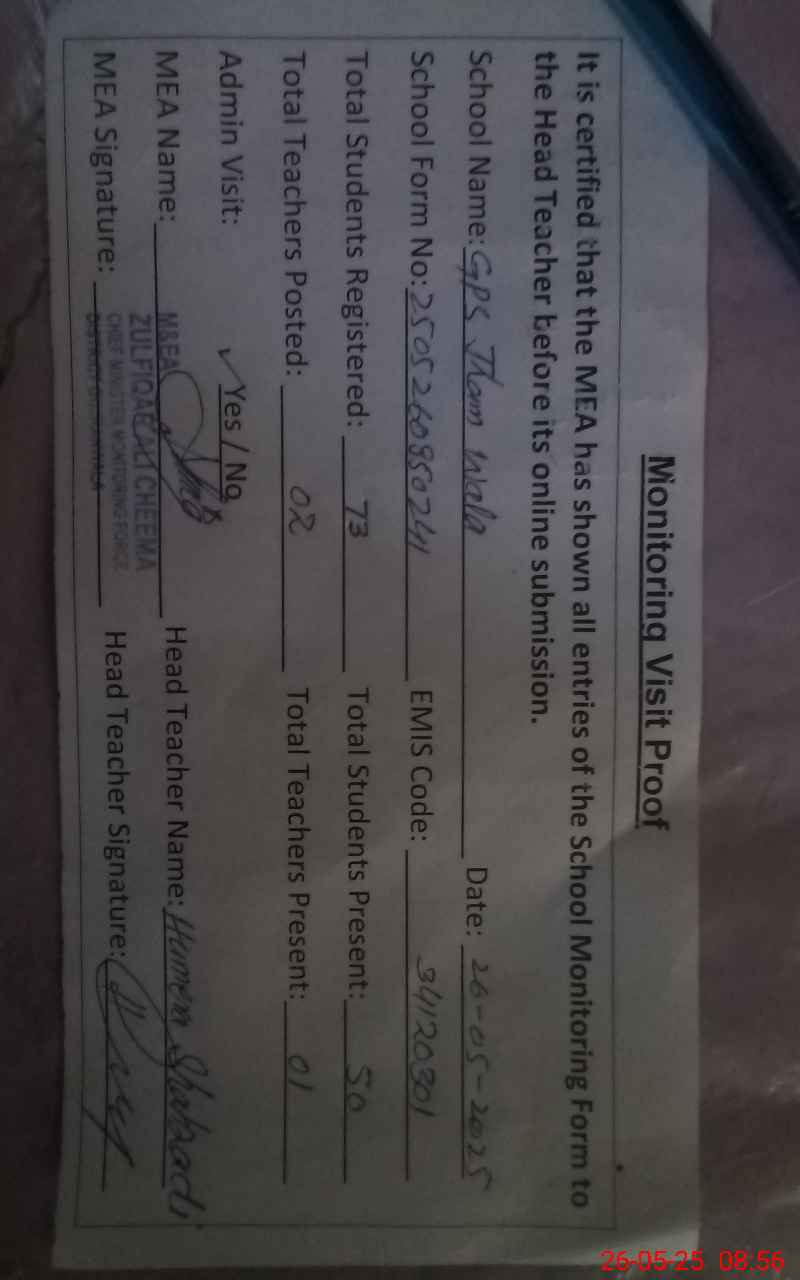 Monitoring Visit Proof
It is certified that the MEA has shown all entries of the School Monitoring Form to
the Head Teacher before its online submission.
School Name: GPS Tham Wala Date: 26-05-2025
School Form No: 250526085024 EMIS Code: 34120301
Total Students Registered: 73 Total Students Present: 50
Total Teachers Posted: 02 Total Teachers Present: 01
Admin Visit: ✓Yes / No
MEA Name: M&EA Head Teacher Name:
ZULFIQAR ALI CHEEMA
CHIEF MINISTER MONITORING FORCE
MEA Signature: DISTRICT Head Teacher Signature:
26-05-25 08:56